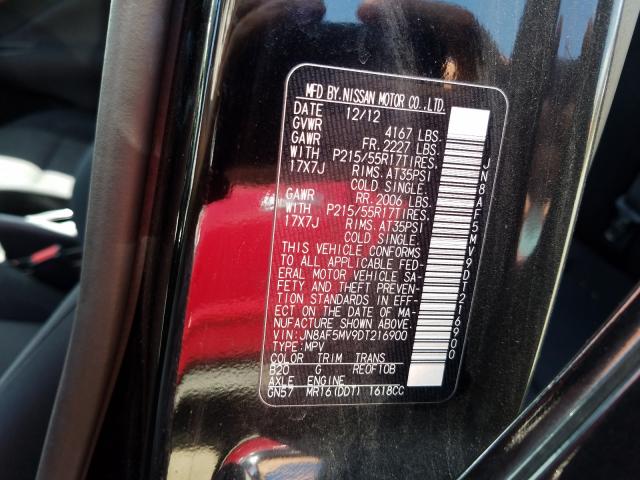 MFD BY.NISSAN MOTOR CO.,LTD.
DATE 12/12
GVWR 4167 LBS.
GAWR FR. 2227 LBS.
WITH P215/55R17TIRES.
17X7J RIMS. AT35PSI
COLD SINGLE.
GAWR RR. 2006 LBS.
WITH P215/55R17TIRES.
17X7J RIMS. AT35PSI
COLD SINGLE.
THIS VEHICLE CONFORMS
TO ALL APPLICABLE FED-
ERAL MOTOR VEHICLE SA-
FETY AND THEFT PREVEN-
TION STANDARDS IN EFF-
ECT ON THE DATE OF MA-
NUFACTURE SHOWN ABOVE.
VIN: JN8AF5MV9DT216900
TYPE: MPV
COLOR TRIM TRANS
B20 G REOF10B
AXLE ENGINE
GN57 MR16(DDT) 1618CC
JN8AF5MV9DT216900